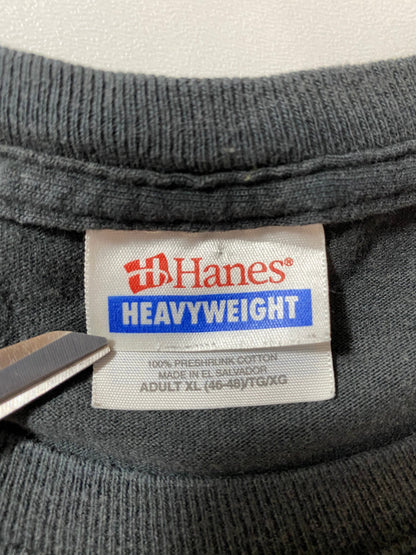 Hanes®
HEAVYWEIGHT
100% PRESHRUNK COTTON
MADE IN EL SALVADOR
ADULT XL (46-48)/TG/XG